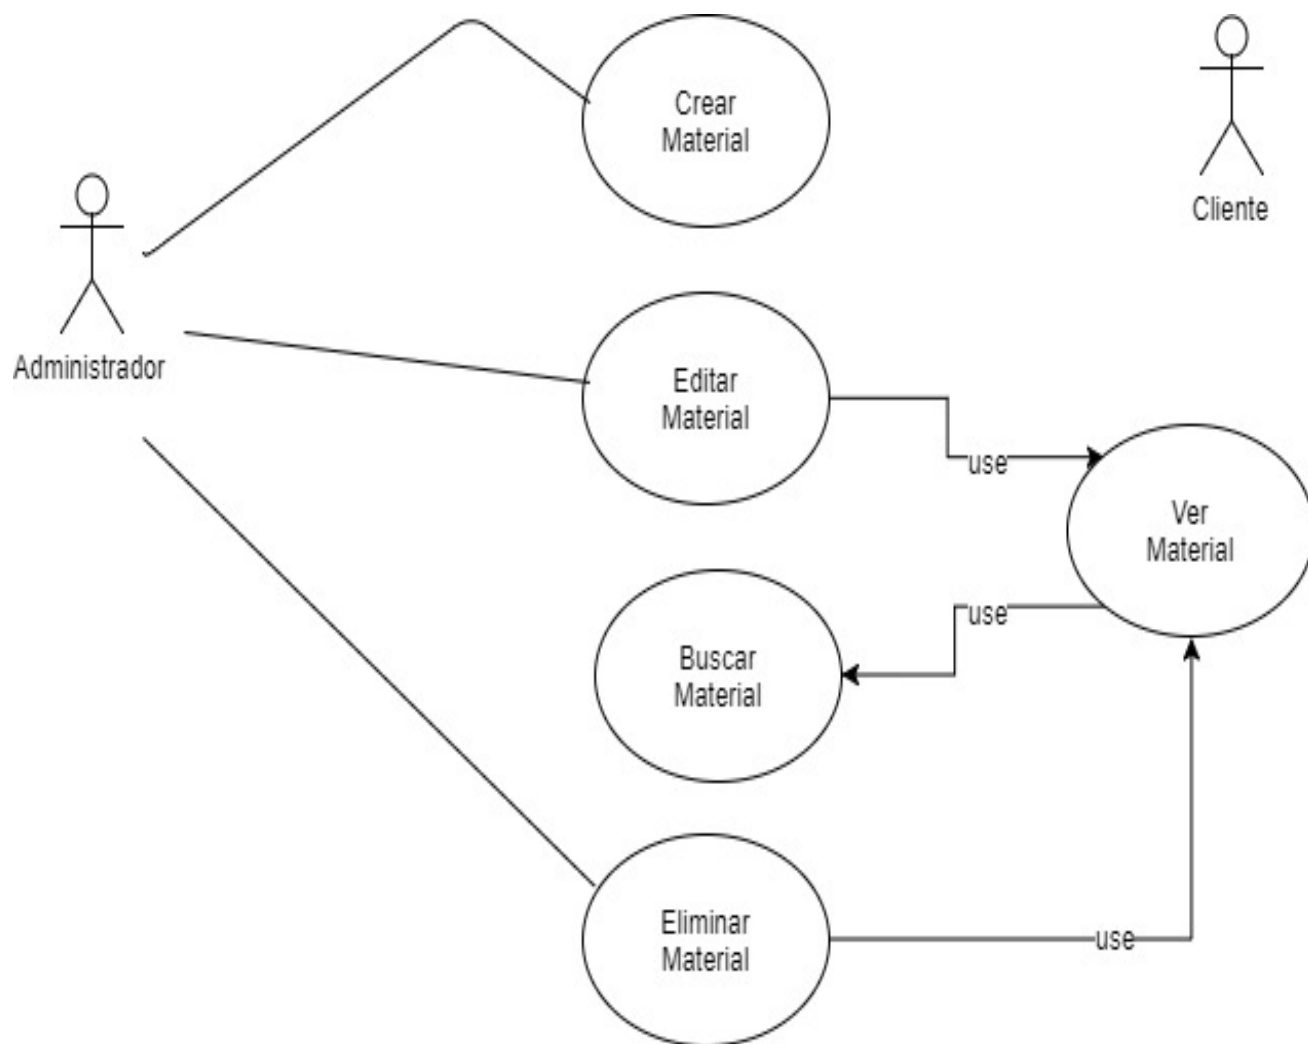 Crear
Material
Cliente
Administrador
Editar
Material
use
Ver
Material
use
Buscar
Material
Eliminar
Material
use